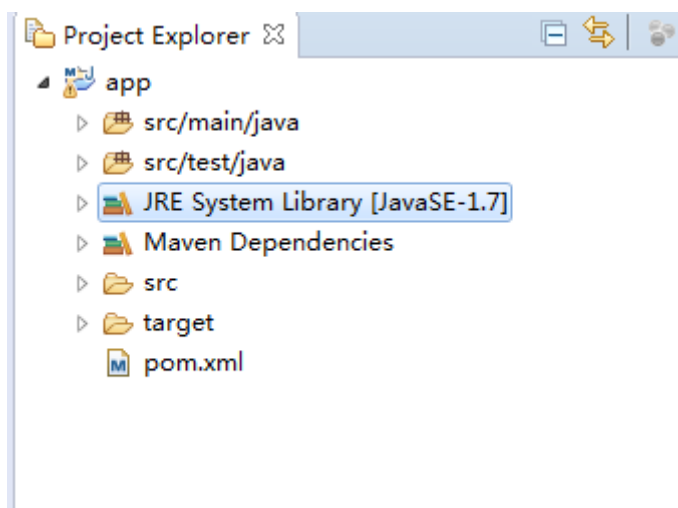 Project Explorer
app
src/main/java
src/test/java
JRE System Library [JavaSE-1.7]
Maven Dependencies
src
target
pom.xml